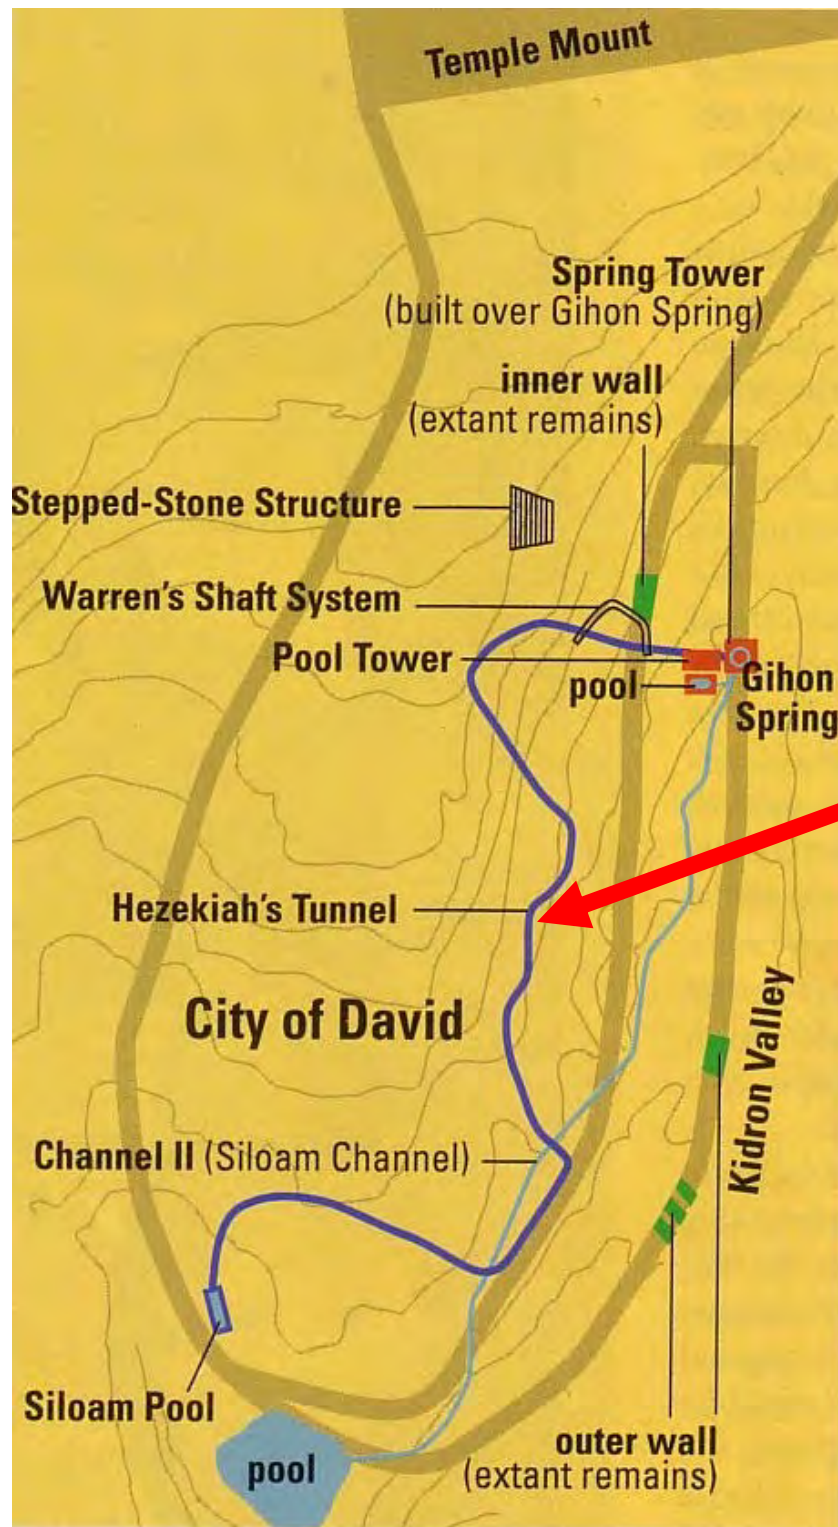 Temple Mount
Spring Tower
(built over Gihon Spring)
inner wall
(extant remains)
Stepped-Stone Structure
Warren's Shaft System
Pool Tower
pool
Gihon
Spring
Hezekiah's Tunnel
City of David
Kidron Valley
Channel II (Siloam Channel)
Siloam Pool
pool
outer wall
(extant remains)